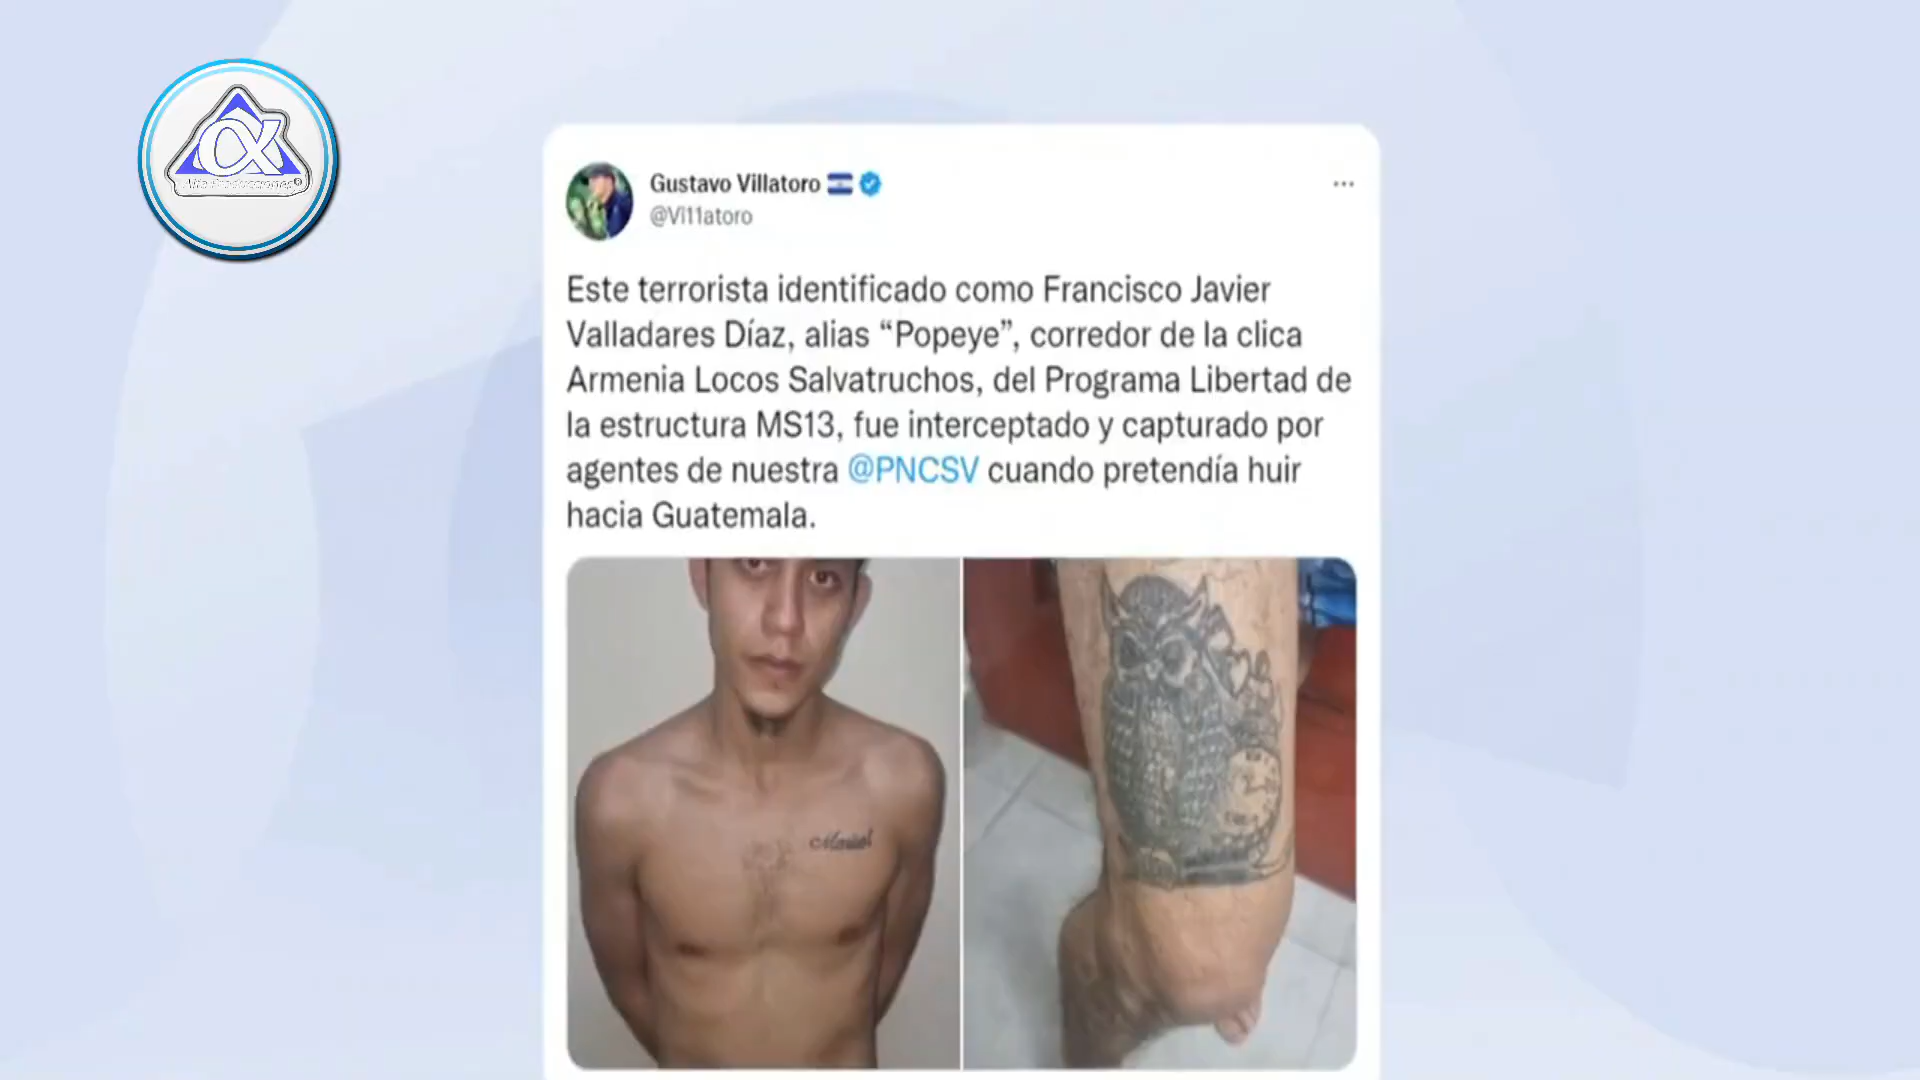 Gustavo Villatoro
@Vi11atoro
Este terrorista identificado como Francisco Javier
Valladares Díaz, alias “Popeye”, corredor de la clica
Armenia Locos Salvatruchos, del Programa Libertad de
la estructura MS13, fue interceptado y capturado por
agentes de nuestra @PNCSV cuando pretendía huir
hacia Guatemala.